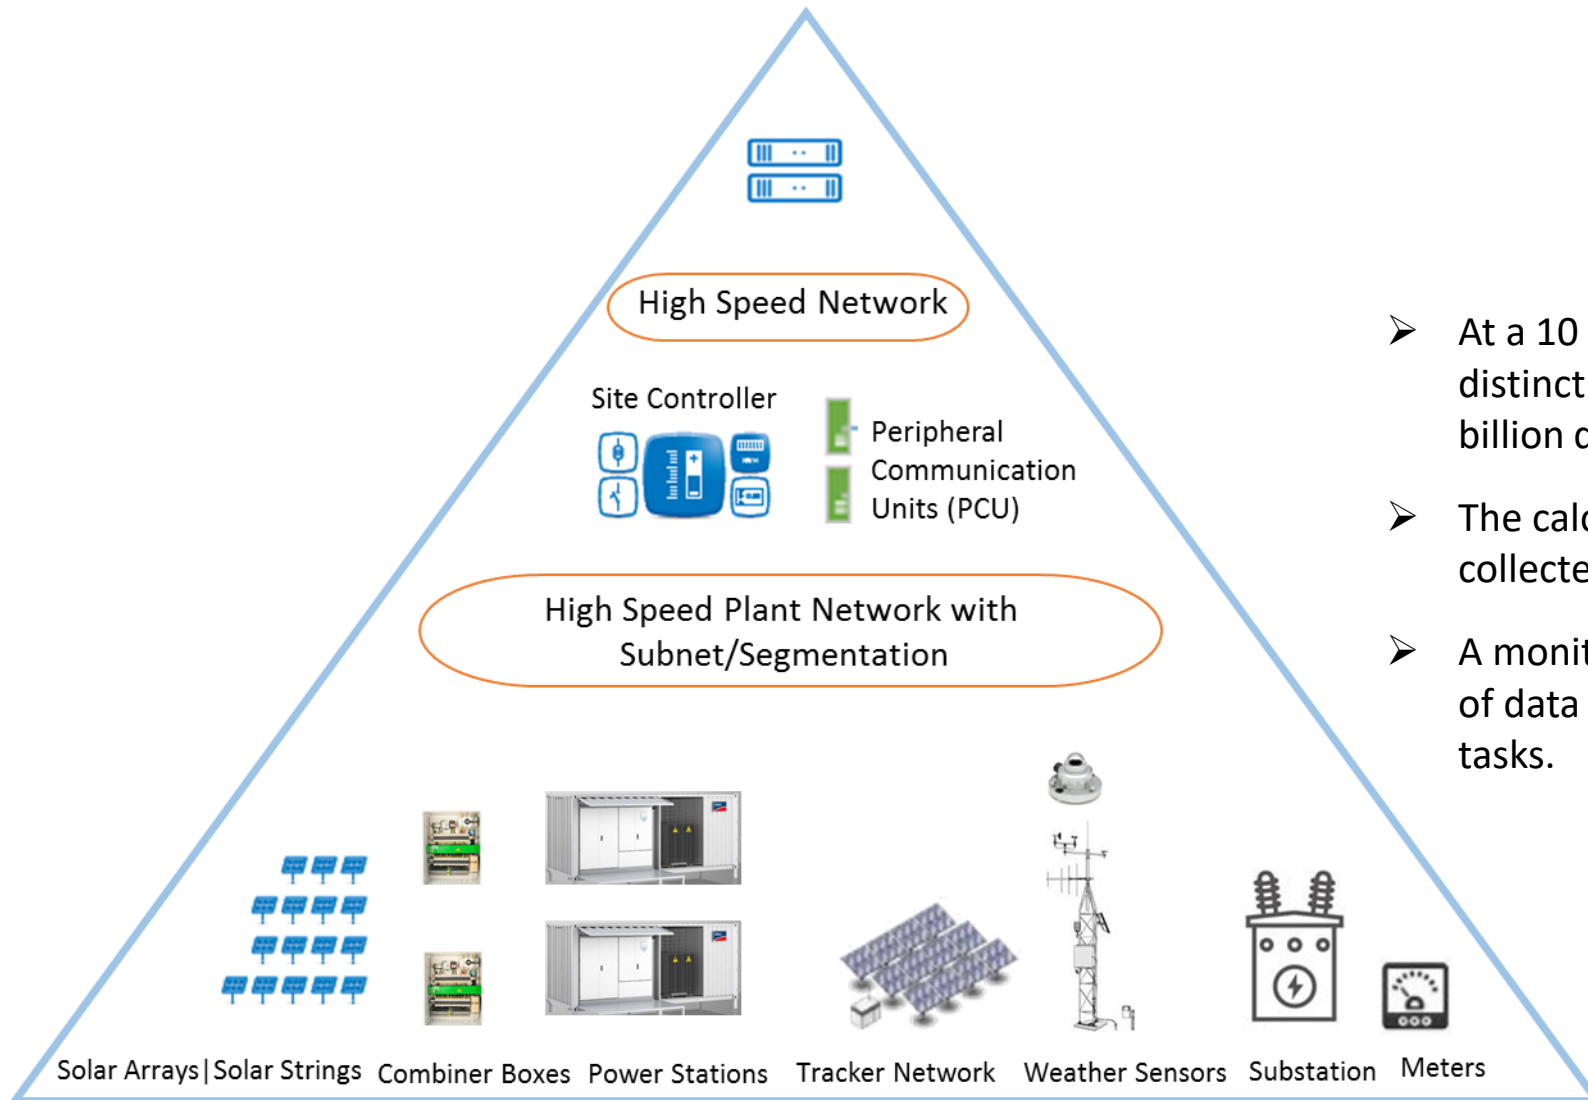 High Speed Network
Site Controller
Peripheral
Communication
Units (PCU)
High Speed Plant Network with
Subnet/Segmentation
Solar Arrays|Solar Strings
Combiner Boxes
Power Stations
Tracker Network
Weather Sensors
Substation
Meters
➢ At a 10
distinct
billion
➢ The
collecte
➢ A monit
of data
tasks.